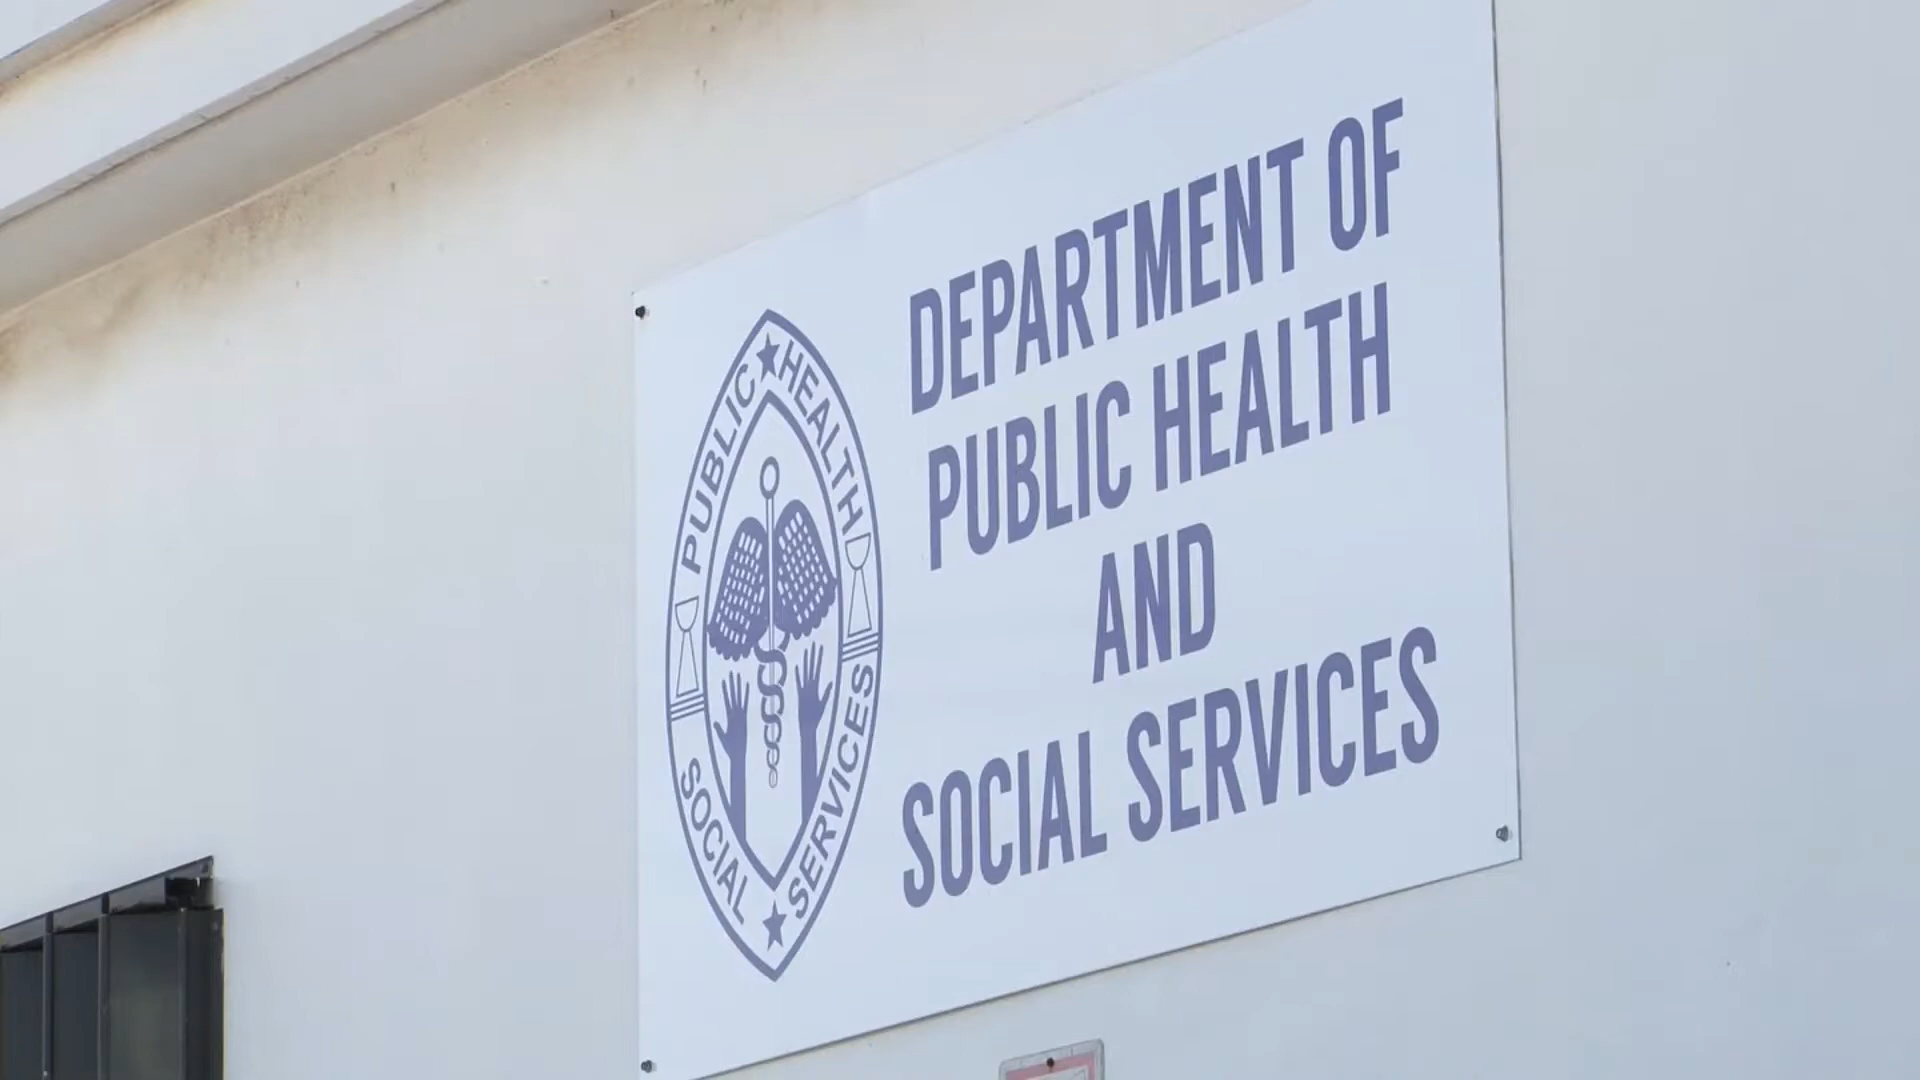 PUBLIC ★ HEALTH
SOCIAL ★ SERVICES
DEPARTMENT OF
PUBLIC HEALTH
AND
SOCIAL SERVICES